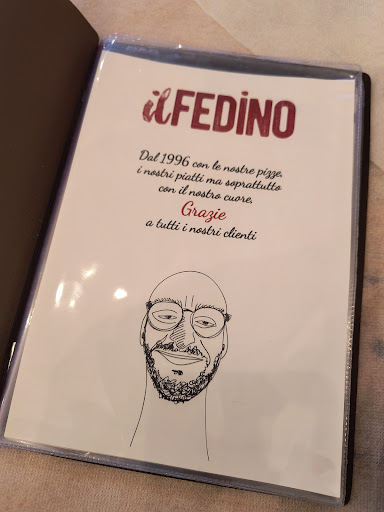 ilFEDINO
Dal 1996 con le nostre pizze,
i nostri piatti ma soprattutto
con il nostro cuore.
Grazie
a tutti i nostri clienti